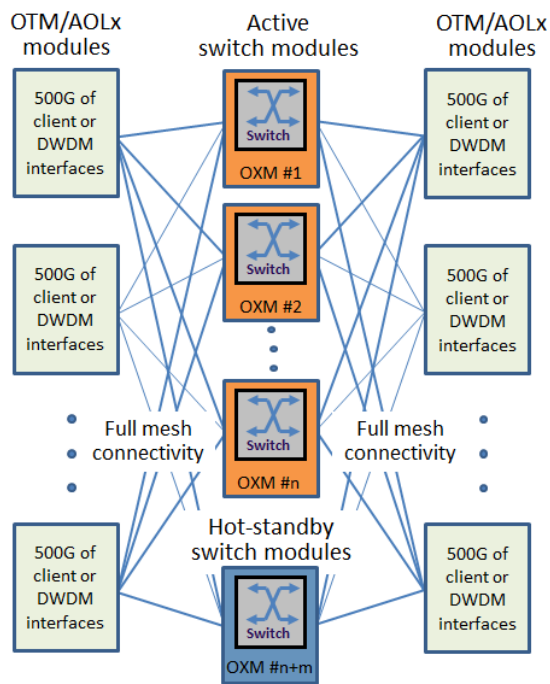 OTM/AOLx
modules
Active
switch modules
OTM/AOLx
modules
500G of
client or
DWDM
interfaces
Switch
OXM #1
500G of
client or
DWDM
interfaces
500G of
client or
DWDM
interfaces
Switch
OXM #2
500G of
client or
DWDM
interfaces
Full mesh
connectivity
Switch
OXM #n
Full mesh
connectivity
Hot-standby
switch modules
500G of
client or
DWDM
interfaces
Switch
OXM #n+m
500G of
client or
DWDM
interfaces